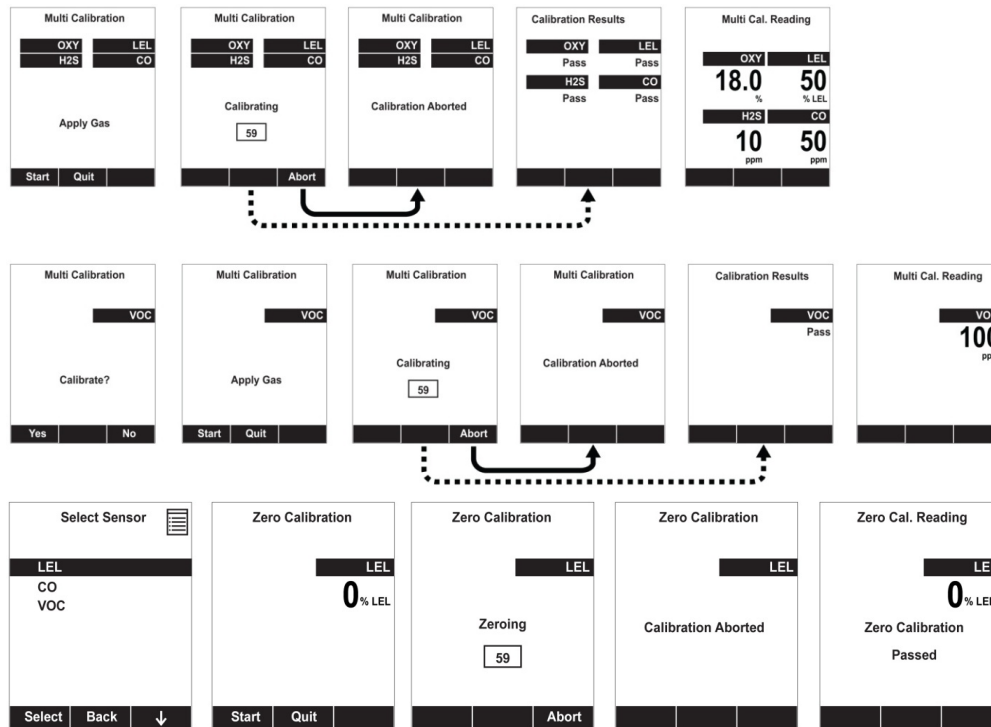 Multi Calibration
OXY LEL
H2S CO
Apply Gas
Start Quit
Multi Calibration
OXY LEL
H2S CO
Calibrating
59
Abort
Multi Calibration
OXY LEL
H2S CO
Calibration Aborted
Calibration Results
OXY LEL
Pass Pass
H2S CO
Pass Pass
Multi Cal. Reading
OXY LEL
18.0 50
% % LEL
H2S CO
10 50
ppm ppm
Multi Calibration
VOC
Calibrate?
Yes No
Multi Calibration
VOC
Apply Gas
Start Quit
Multi Calibration
VOC
Calibrating
59
Abort
Multi Calibration
VOC
Calibration Aborted
Calibration Results
VOC
Pass
Multi Cal. Reading
VO
100
pp
Select Sensor
LEL
CO
VOC
Select Back ↓
Zero Calibration
LEL
0 % LEL
Start Quit
Zero Calibration
LEL
Zeroing
59
Abort
Zero Calibration
LEL
Calibration Aborted
Zero Cal. Reading
LEL
0 % LEL
Zero Calibration
Passed